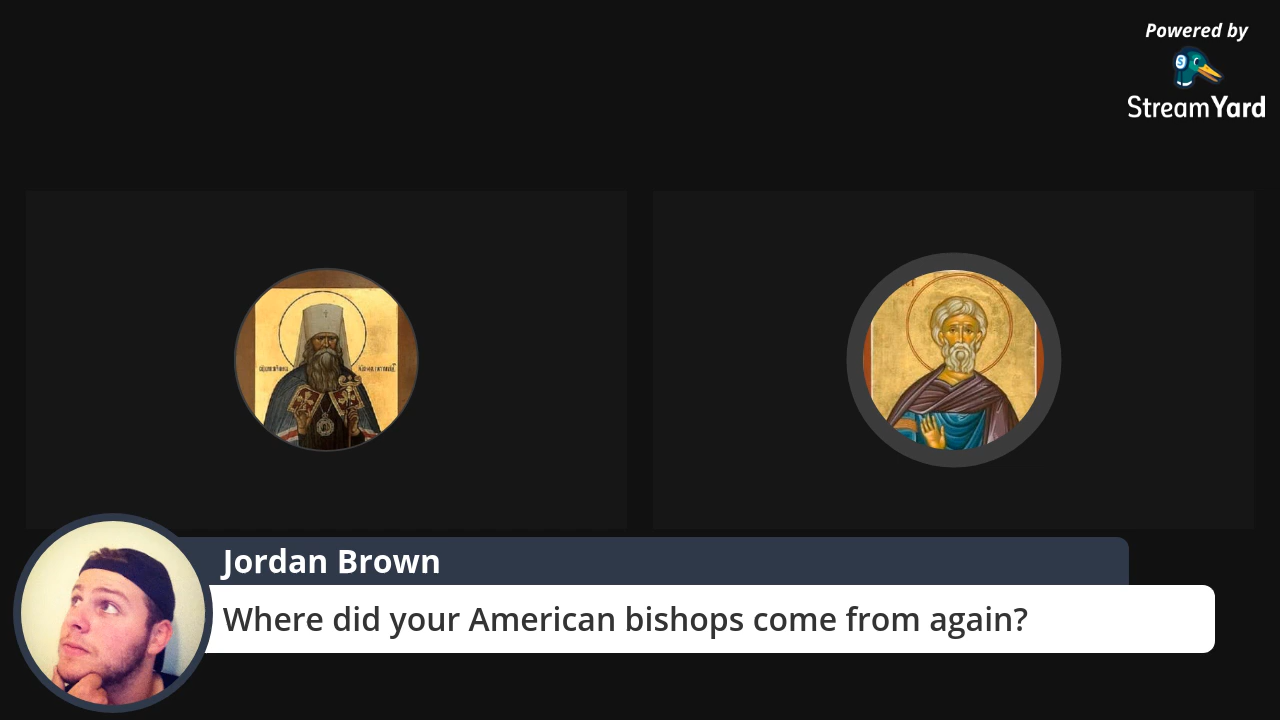 Powered by
StreamYard
Jordan Brown
Where did your American bishops come from again?